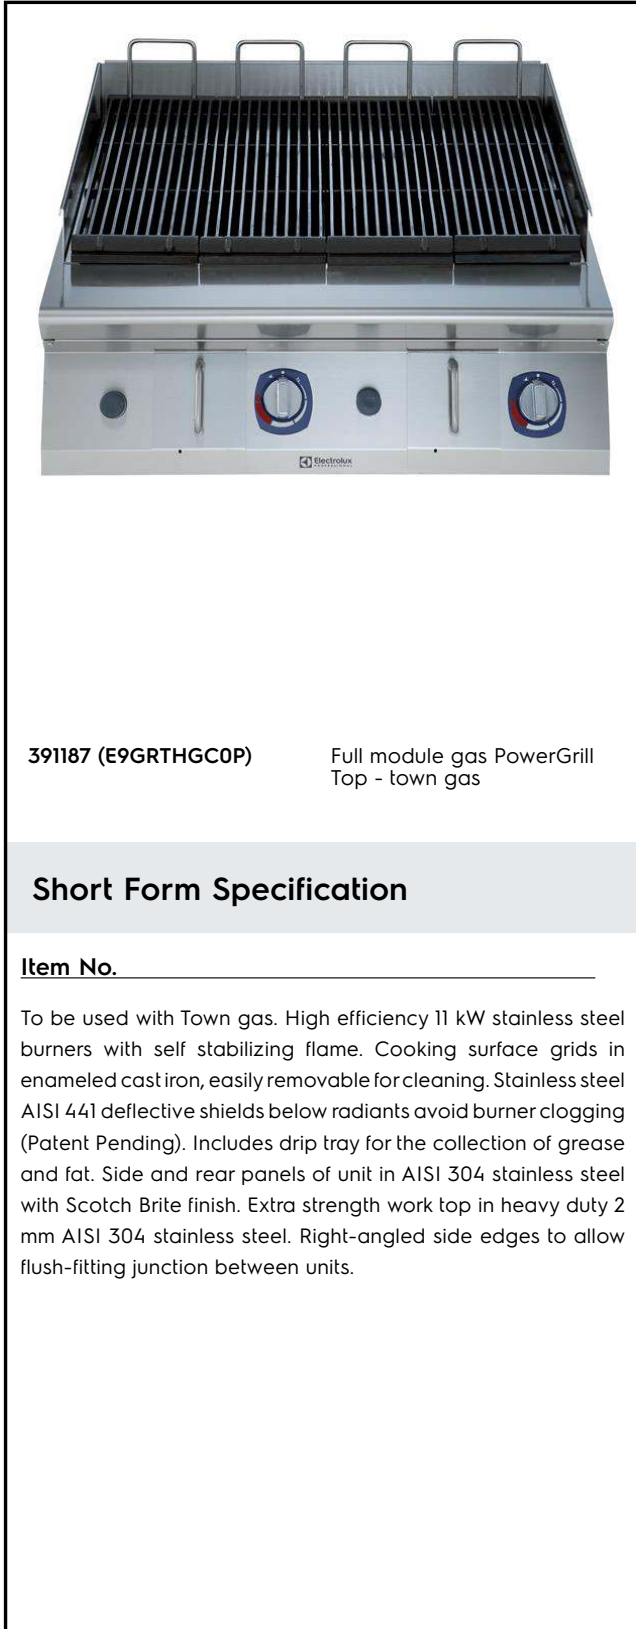 Electrolux
PROFESSIONAL
391187 (E9GRTHGC0P)
Full module gas PowerGrill
Top - town gas
Short Form Specification
Item No.
To be used with Town gas. High efficiency 11 kW stainless steel
burners with self stabilizing flame. Cooking surface grids in
enameled cast iron, easily removable for cleaning. Stainless steel
AISI 441 deflective shields below radiants avoid burner clogging
(Patent Pending). Includes drip tray for the collection of grease
and fat. Side and rear panels of unit in AISI 304 stainless steel
with Scotch Brite finish. Extra strength work top in heavy duty 2
mm AISI 304 stainless steel. Right-angled side edges to allow
flush-fitting junction between units.